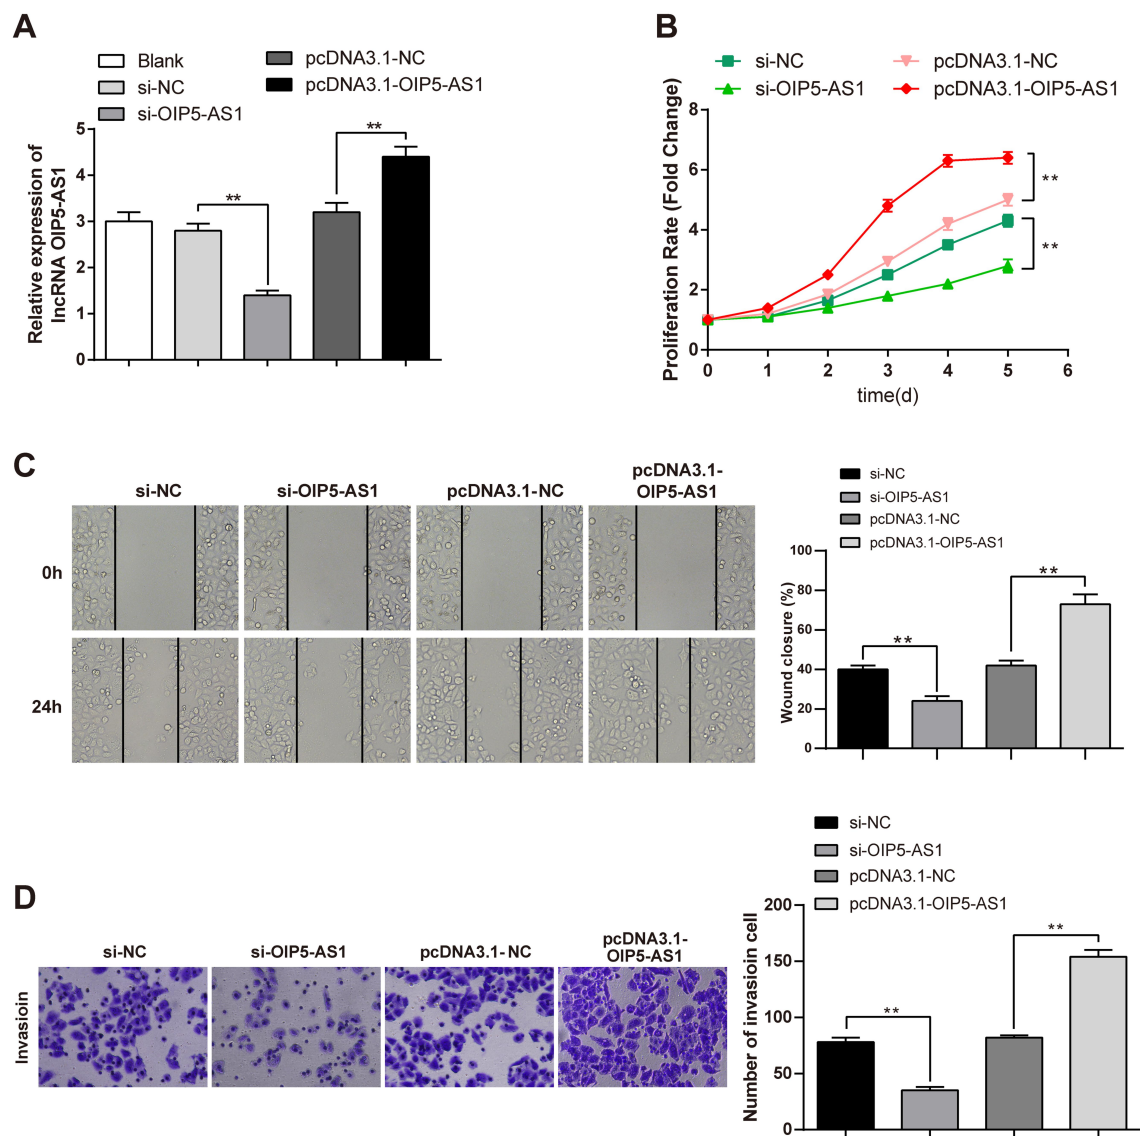 A
Blank
si-NC
si-OIP5-AS1
pcDNA3.1-NC
pcDNA3.1-OIP5-AS1
Relative expression of
lncRNA OIP5-AS1
5
4
3
2
1
0
**
**
B
si-NC
si-OIP5-AS1
pcDNA3.1-NC
pcDNA3.1-OIP5-AS1
Proliferation Rate (Fold Change)
8
6
4
2
0
0 1 2 3 4 5 6
time(d)
**
**
C
si-NC
si-OIP5-AS1
pcDNA3.1-NC
pcDNA3.1-
OIP5-AS1
0h
24h
si-NC
si-OIP5-AS1
pcDNA3.1-NC
pcDNA3.1-OIP5-AS1
Wound closure (%)
100
80
60
40
20
0
**
**
D
si-NC
si-OIP5-AS1
pcDNA3.1-NC
pcDNA3.1-
OIP5-AS1
Invasioin
si-NC
si-OIP5-AS1
pcDNA3.1-NC
pcDNA3.1-OIP5-AS1
Number of invasioin cell
200
150
100
50
0
**
**